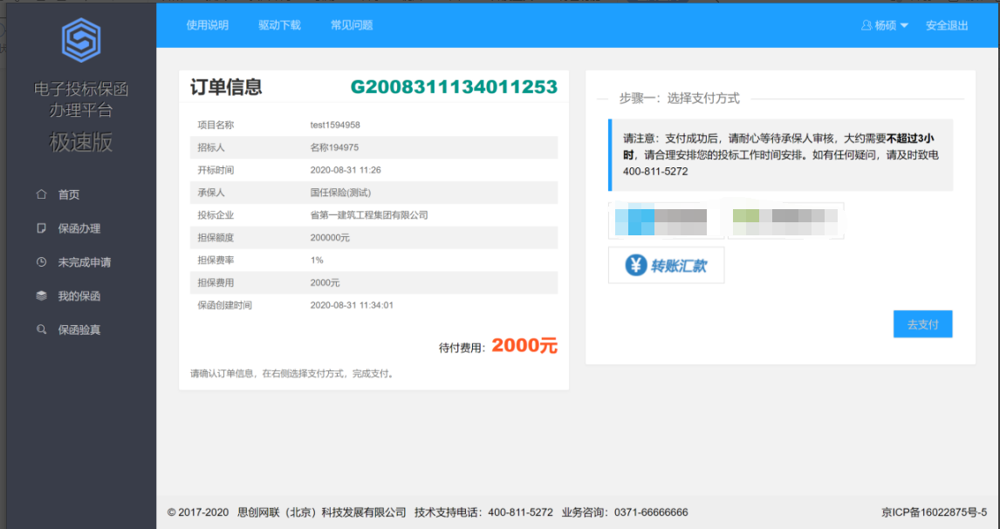 使用说明 驱动下载 常见问题 杨硕 安全退出
电子投标保函
办理平台
极速版
首页
保函办理
未完成申请
我的保函
保函验真
订单信息 G2008311134011253
项目名称 test1594958
招标人 名称194975
开标时间 2020-08-31 11:26
承保人 国任保险(测试)
投标企业 省第一建筑工程集团有限公司
担保额度 200000元
担保费率 1%
担保费用 2000元
保函创建时间 2020-08-31 11:34:01
待付费用：2000元
请确认订单信息，在右侧选择支付方式，完成支付。
步骤一：选择支付方式
请注意：支付成功后，请耐心等待承保人审核，大约需要不超过3小
时，请合理安排您的投标工作时间安排。如有任何疑问，请及时致电
400-811-5272
转账汇款
去支付
© 2017-2020 思创网联（北京）科技发展有限公司 技术支持电话：400-811-5272 业务咨询：0371-66666666 京ICP备16022875号-5